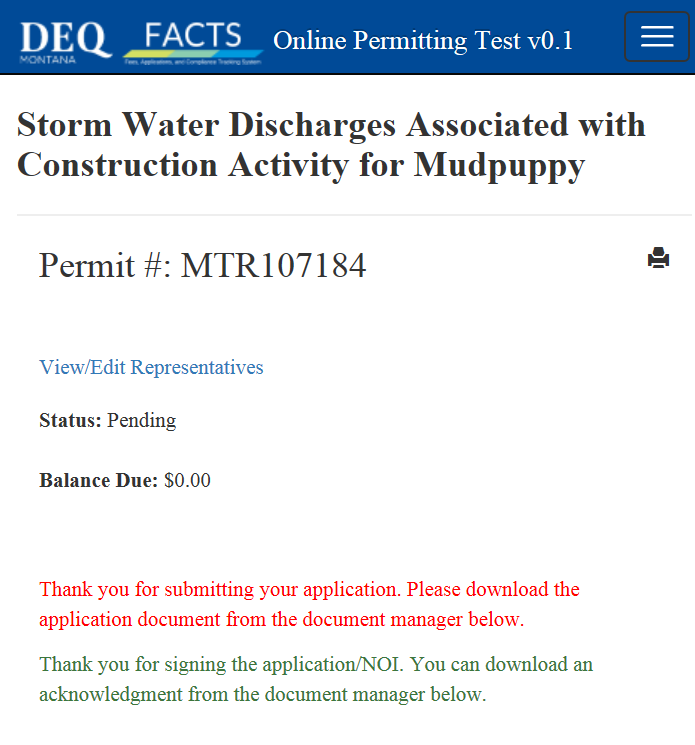 DEQ
MONTANA
FACTS
Fees, Applications, and Compliance Tracking System
Online Permitting Test v0.1
Storm Water Discharges Associated with
Construction Activity for Mudpuppy
Permit #: MTR107184
View/Edit Representatives
Status: Pending
Balance Due: $0.00
Thank you for submitting your application. Please download the
application document from the document manager below.
Thank you for signing the application/NOI. You can download an
acknowledgment from the document manager below.